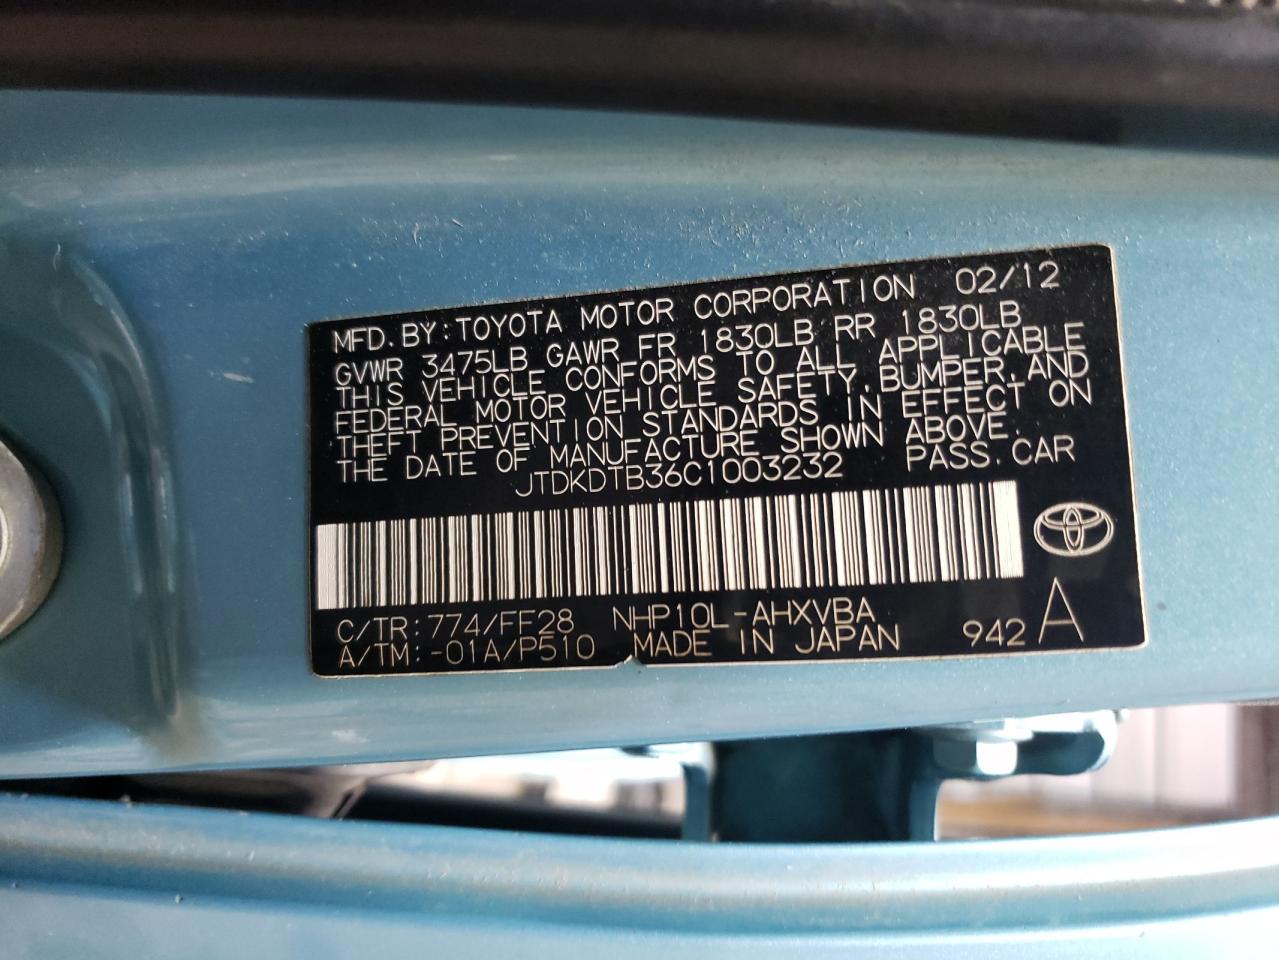 MFD. BY: TOYOTA MOTOR CORPORATION 02/12
GVWR 3475LB GAWR FR 1830LB RR 1830LB
THIS VEHICLE CONFORMS TO ALL APPLICABLE
FEDERAL MOTOR VEHICLE SAFETY, BUMPER, AND
THEFT PREVENTION STANDARDS IN EFFECT ON
THE DATE OF MANUFACTURE SHOWN ABOVE.
JTDKDTB36C1003232 PASS. CAR
C/TR: 774/FF28 NHP10L-AHXVBA
A/TM: -01A/P510 MADE IN JAPAN 942 A